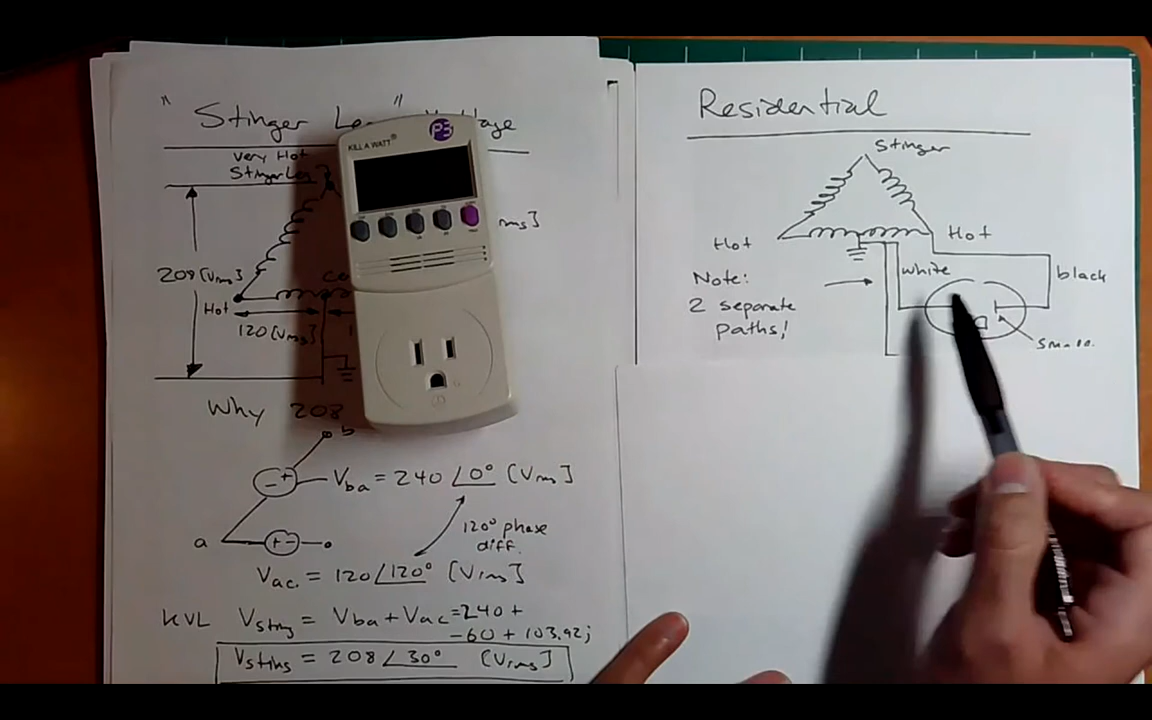 " Stinger Le "
Very Hot
Stinger Leg
208 [Vrms]
Hot
120 [Vrms]
Why 208
b
Vba = 240 ∠0° [Vrms]
120° phase
diff.
a
Vac = 120 ∠120° [Vrms]
KVL Vstng = Vba + Vac = 240 +
-60 + 103.92j
Vstng = 208 ∠30° [Vrms]
P3
KILL A WATT®
Residential
Stinger
Hot
Hot
white
black
Note:
2 separate
paths!